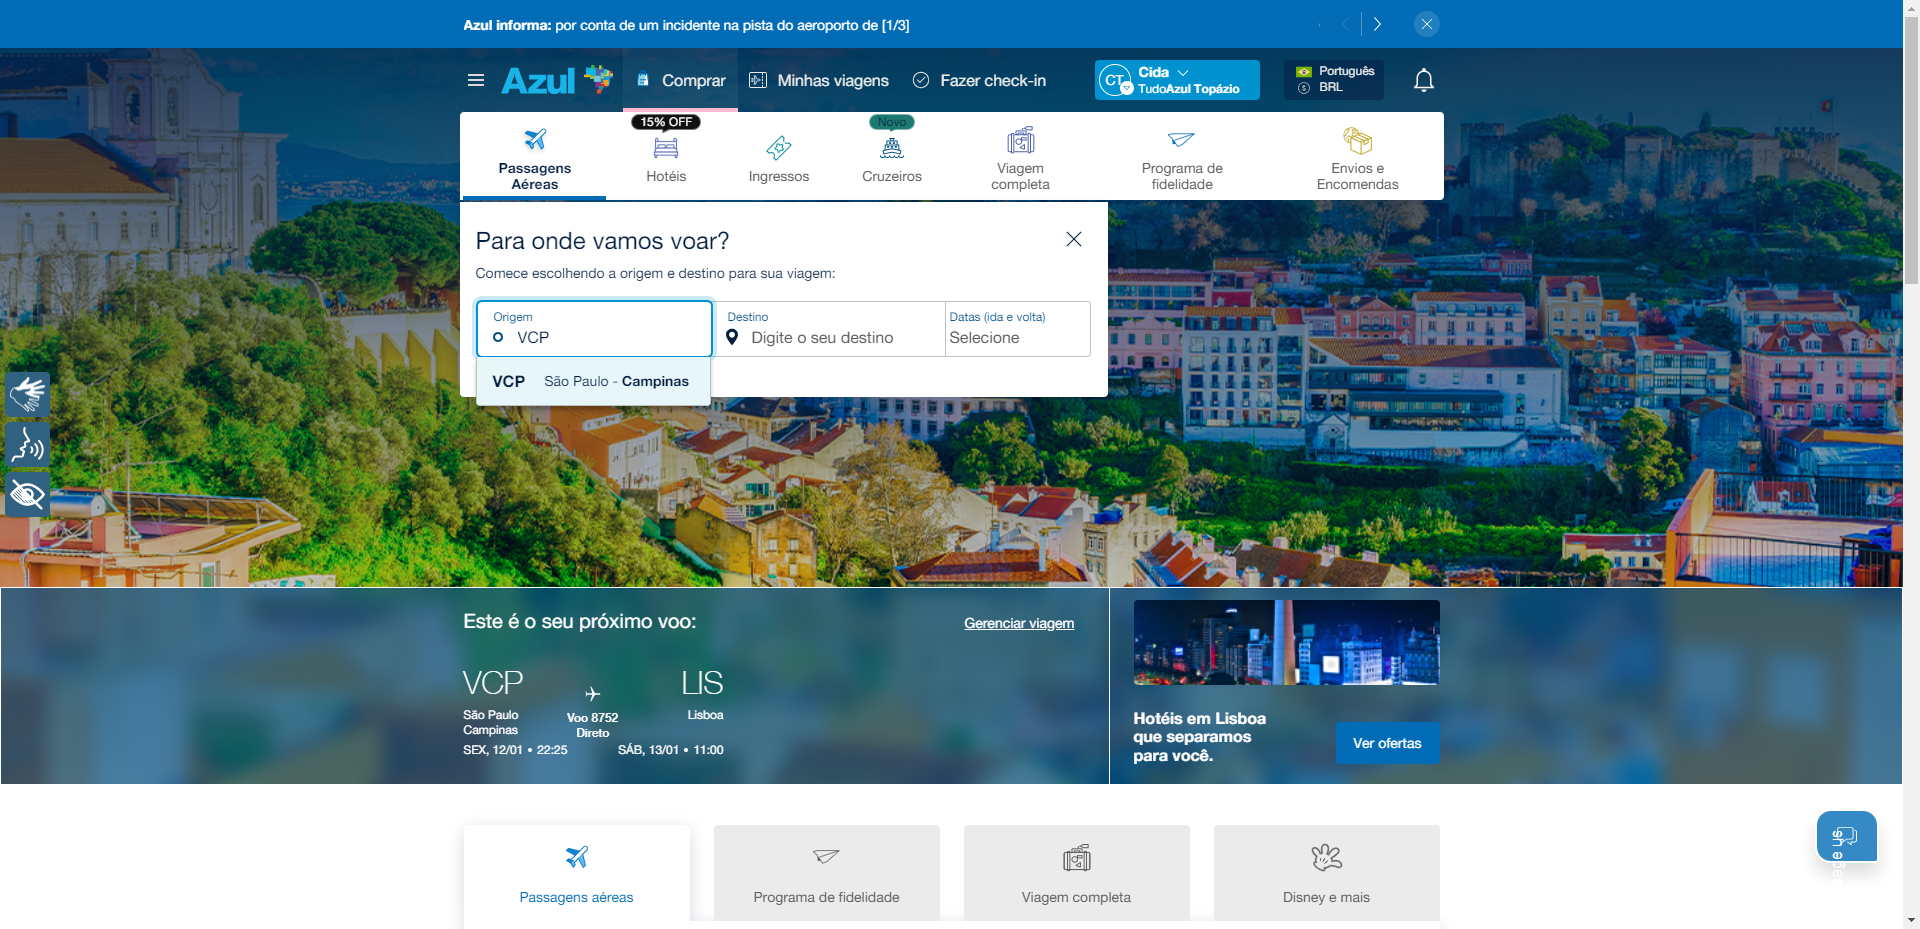 Azul informa: por conta de um incidente na pista do aeroporto de [1/3]
Azul
Comprar
Minhas viagens
Fazer check-in
CT
Cida
TudoAzul Topázio
Português
BRL
Passagens
Aéreas
15% OFF
Hotéis
Ingressos
Novo
Cruzeiros
Viagem
completa
Programa de
fidelidade
Envios e
Encomendas
Para onde vamos voar?
Comece escolhendo a origem e destino para sua viagem:
Origem
VCP
Destino
Digite o seu destino
Datas (ida e volta)
Selecione
VCP São Paulo - Campinas
Este é o seu próximo voo:
Gerenciar viagem
VCP
São Paulo
Campinas
SEX, 12/01 • 22:25
Voo 8752
Direto
LIS
Lisboa
SÁB, 13/01 • 11:00
Hotéis em Lisboa
que separamos
para você.
Ver ofertas
Passagens aéreas
Programa de fidelidade
Viagem completa
Disney e mais